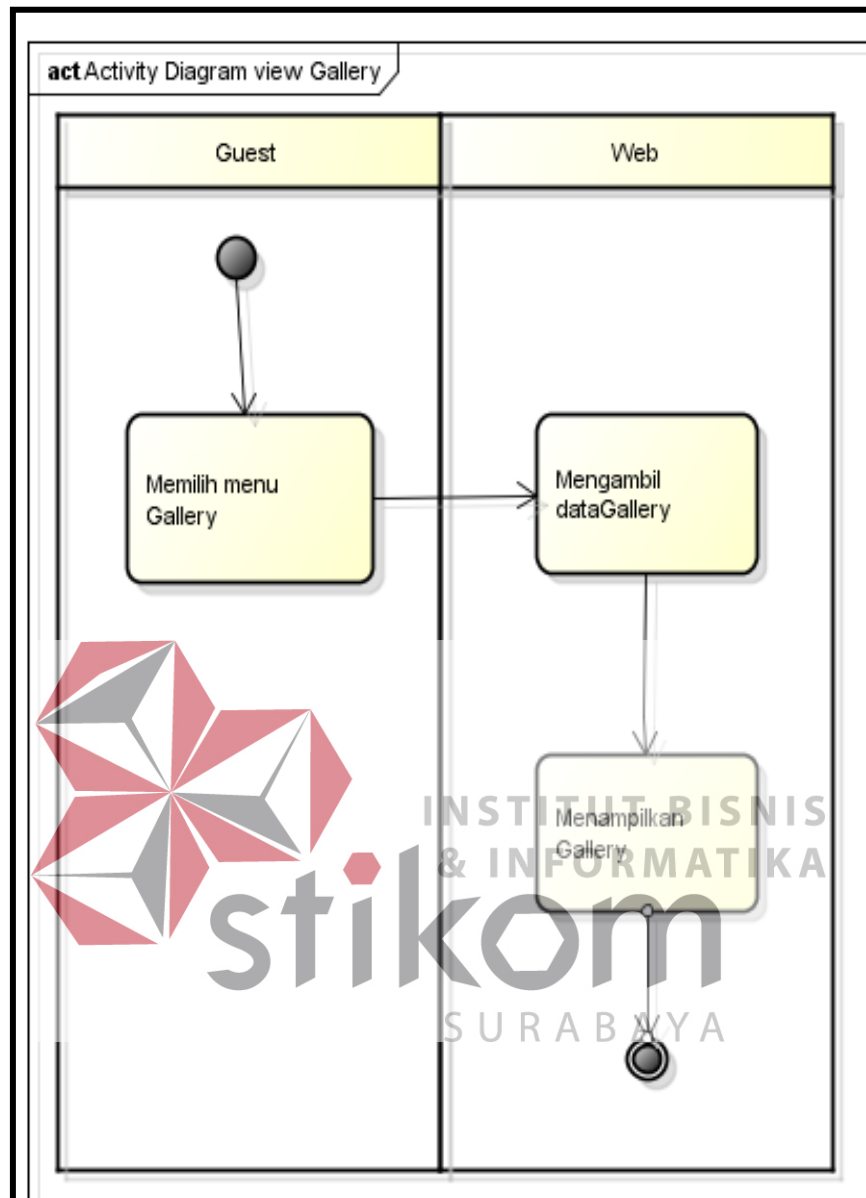 act Activity Diagram view Gallery
Guest
Web
Memilih menu
Gallery
Mengambil
dataGallery
Menampilkan
Gallery
INSTITUT BISNIS
& INFORMATIKA
stikom
SURABAYA